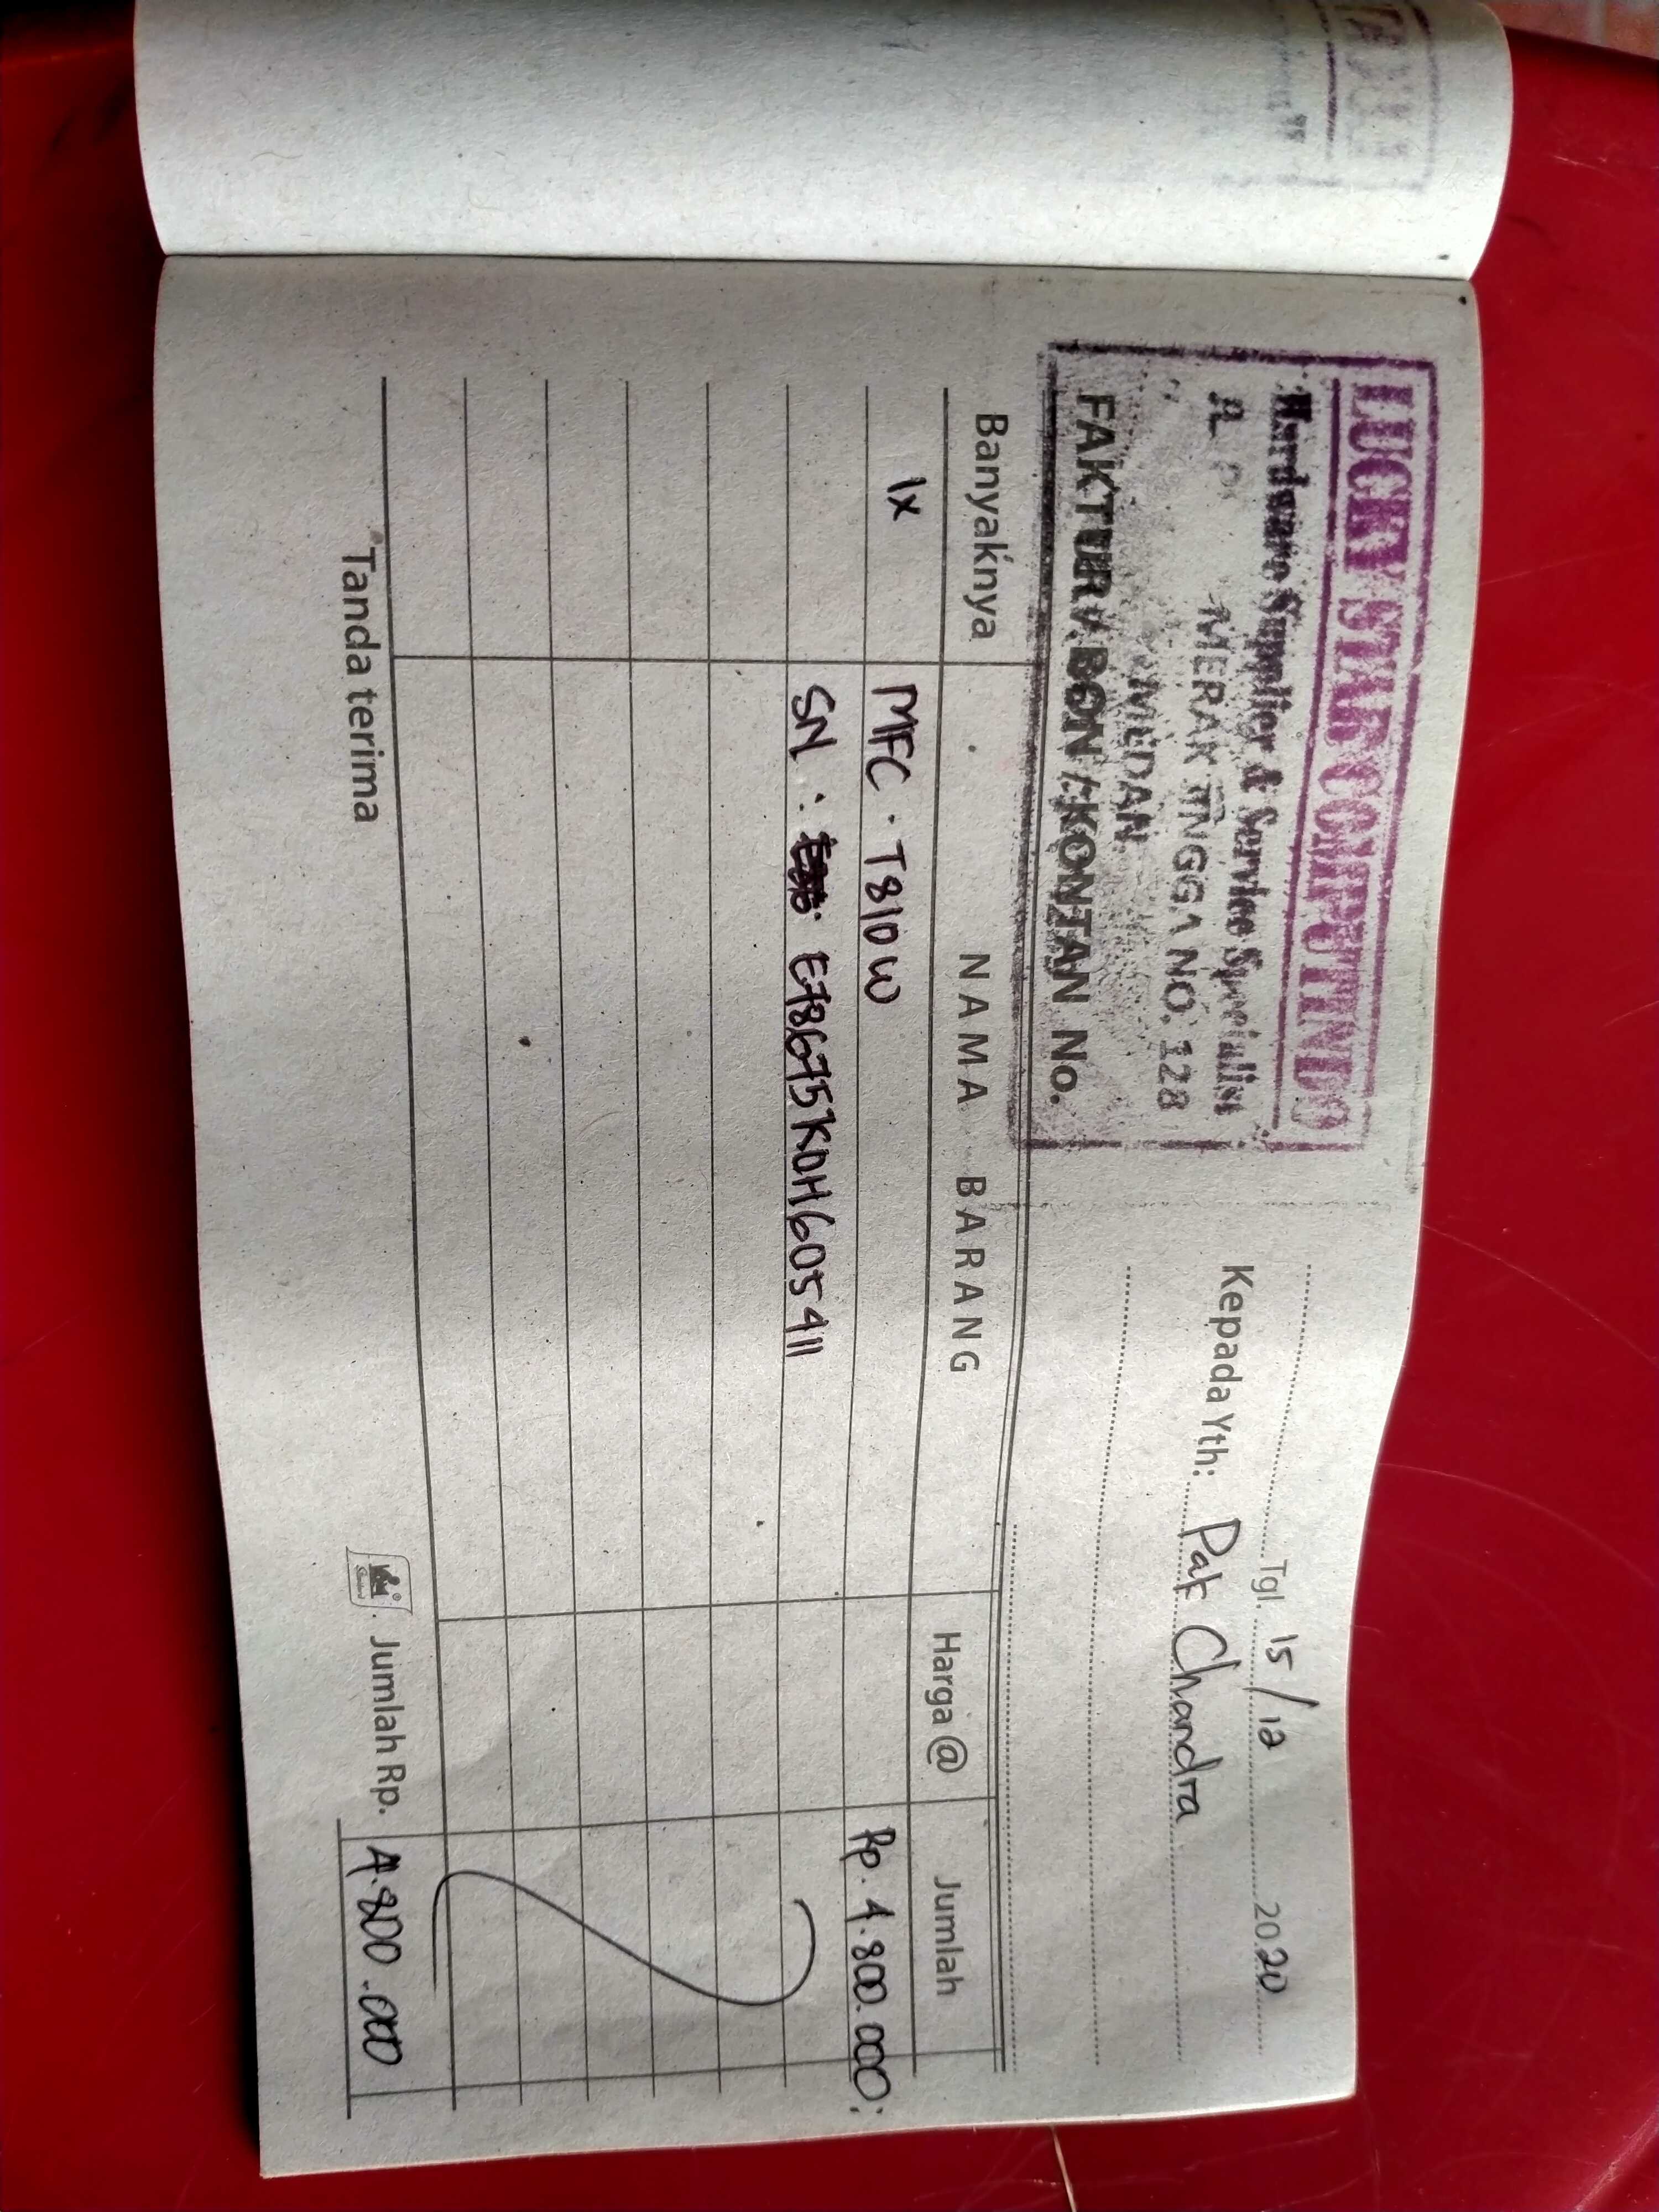 LUCKY STAR COMPUTINDO
Hardware Supplier & Service Specialist
MERAK JINGGA NO. 128
MEDAN
FAKTUR / BON / KONTAN No.
Tgl. 15/12 2020
Kepada Yth: Pak Chandra
Banyaknya NAMA BARANG Harga @ Jumlah
1x MFC - T810W Rp. 4.800.000;
SN : E78675K0H605411
Tanda terima Jumlah Rp. 4.800.000